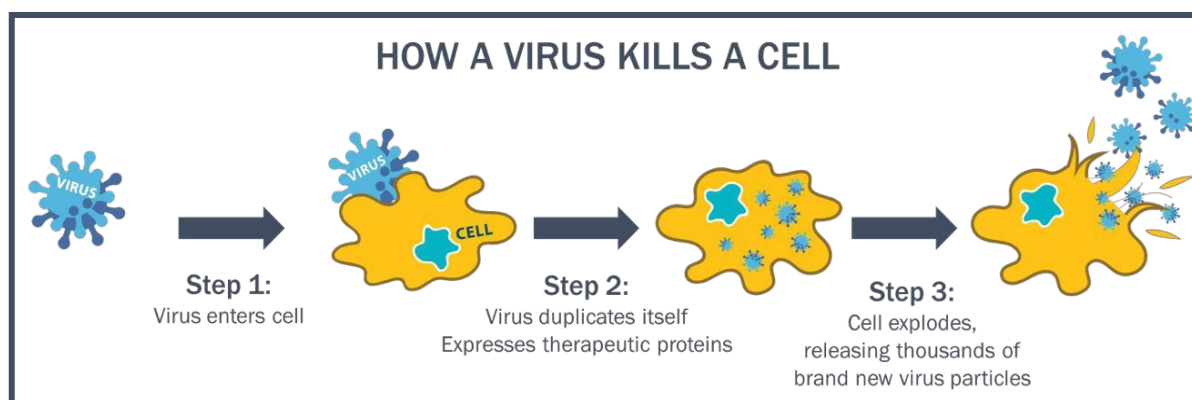 HOW A VIRUS KILLS A CELL
VIRUS
VIRUS
CELL
Step 1:
Virus enters cell
Step 2:
Virus duplicates itself
Expresses therapeutic proteins
Step 3:
Cell explodes,
releasing thousands of
brand new virus particles